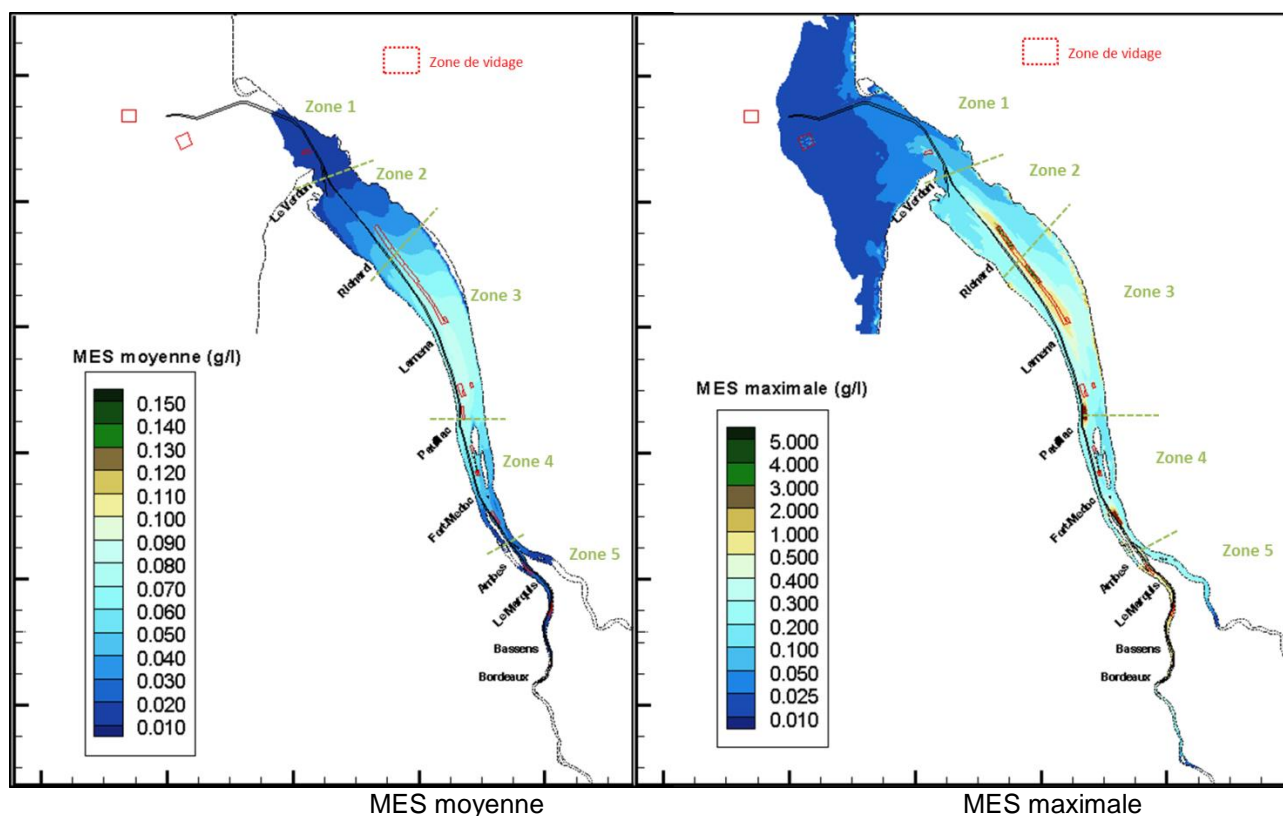 Zone de vidage
Zone 1
Zone 2
Le Verdon
Richard
Zone 3
Lamena
MES moyenne (g/l)
0.150
0.140
0.130
0.120
0.110
0.100
0.090
0.080
0.070
0.060
0.050
0.040
0.030
0.020
0.010
Pauillac
Zone 4
Fort.Medoc
Zone 5
Ambes
Le Marquis
Bassens
Bordeaux
Zone de vidage
Zone 1
Zone 2
Le Verdon
Richard
Zone 3
Lamena
MES maximale (g/l)
5.000
4.000
3.000
2.000
1.000
0.500
0.400
0.300
0.200
0.100
0.050
0.025
0.010
Pauillac
Zone 4
Fort.Medoc
Zone 5
Ambes
Le Marquis
Bassens
Bordeaux
MES moyenne
MES maximale